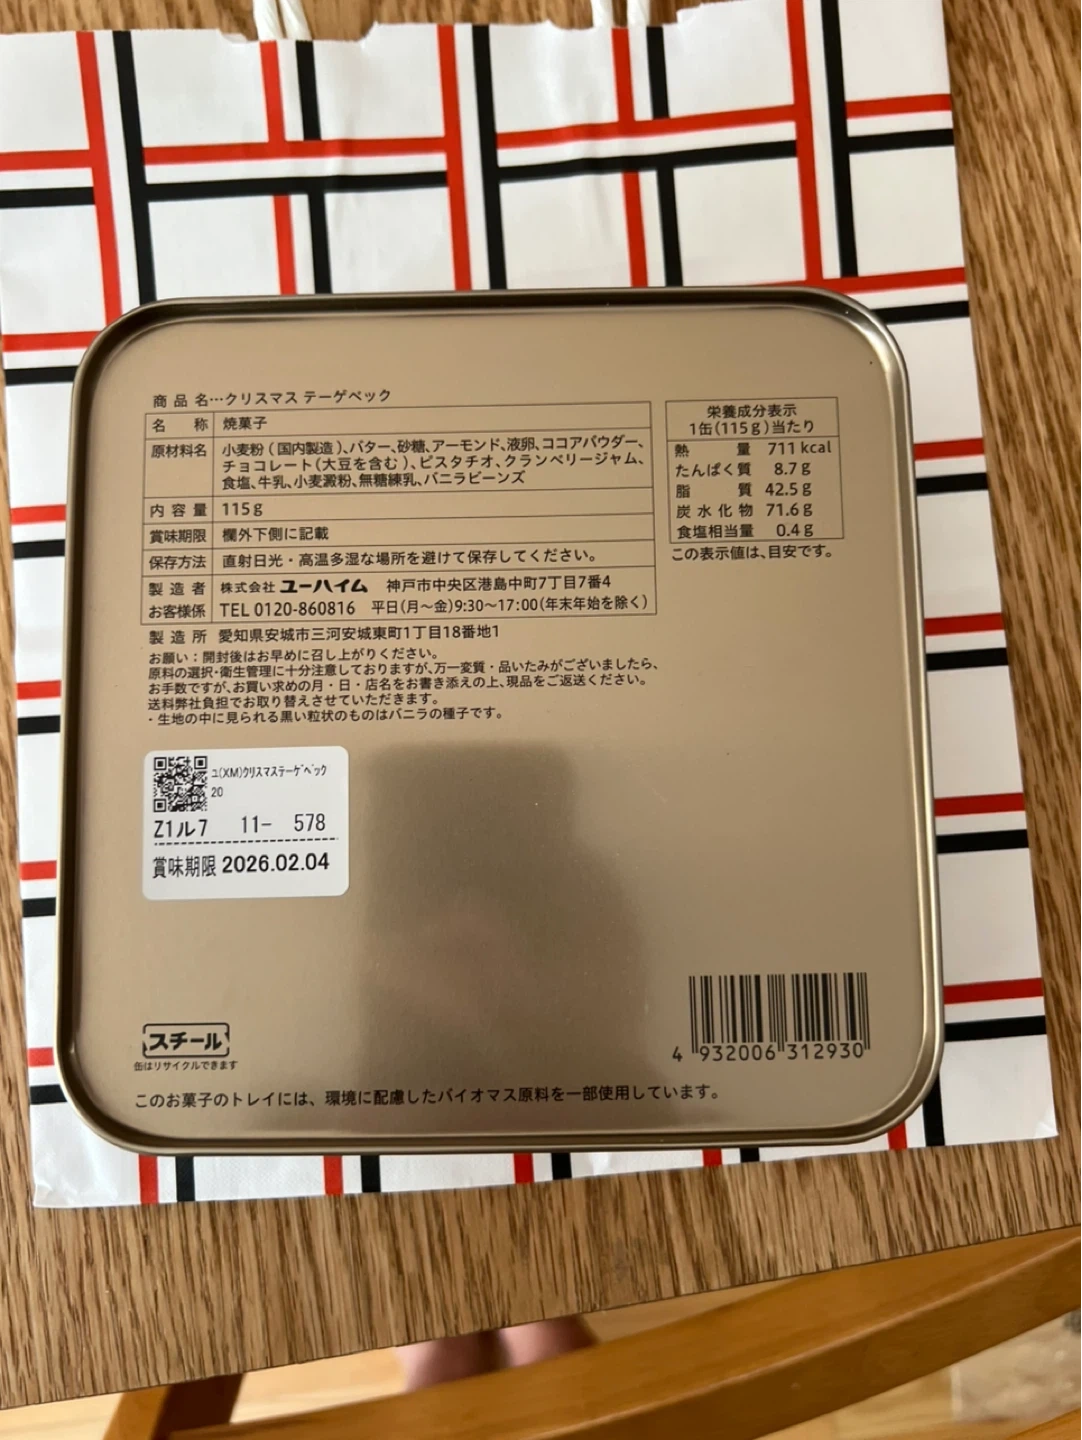 商品名…クリスマス テーゲベック
名称 焼菓子
原材料名 小麦粉(国内製造)、バター、砂糖、アーモンド、液卵、ココアパウダー、
チョコレート(大豆を含む)、ピスタチオ、クランベリージャム、
食塩、牛乳、小麦澱粉、無糖練乳、バニラビーンズ
内容量 115g
賞味期限 欄外下側に記載
保存方法 直射日光・高温多湿な場所を避けて保存してください。
製造者 株式会社 ユーハイム 神戸市中央区港島中町7丁目7番4
お客様係 TEL 0120-860816 平日(月~金)9:30~17:00(年末年始を除く)
製造所 愛知県安城市三河安城東町1丁目18番地1
お願い:開封後はお早めに召し上がりください。
原料の選択・衛生管理に十分注意しておりますが、万一変質・品いたみがございましたら、
お手数ですが、お買い求めの月・日・店名をお書き添えの上、現品をご返送ください。
送料弊社負担でお取り替えさせていただきます。
・生地の中に見られる黒い粒状のものはバニラの種子です。
栄養成分表示
1缶(115g)当たり
熱量 711kcal
たんぱく質 8.7g
脂質 42.5g
炭水化物 71.6g
食塩相当量 0.4g
この表示値は、目安です。
ユ(XM)クリスマステーゲベック
20
Z1ル7 11- 578
賞味期限 2026.02.04
スチール
缶はリサイクルできます
4 932006 312930
このお菓子のトレイには、環境に配慮したバイオマス原料を一部使用しています。